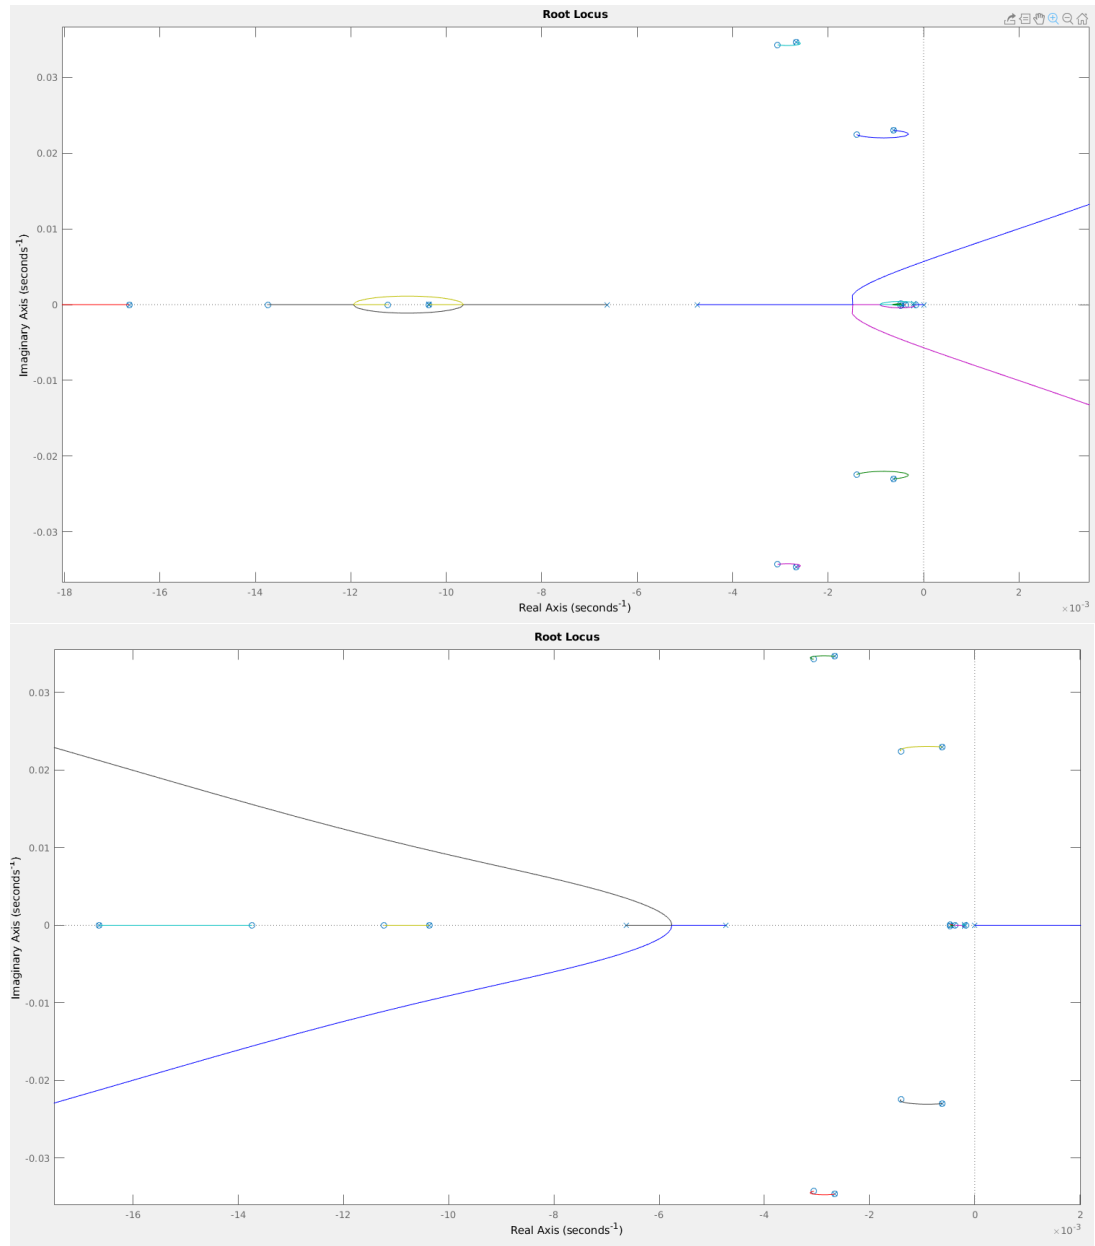 Root Locus
0.03
0.02
0.01
0
-0.01
-0.02
-0.03
Imaginary Axis (seconds-1)
-18 -16 -14 -12 -10 -8 -6 -4 -2 0 2
Real Axis (seconds-1)
×10-3
Root Locus
0.03
0.02
0.01
0
-0.01
-0.02
-0.03
Imaginary Axis (seconds-1)
-16 -14 -12 -10 -8 -6 -4 -2 0 2
Real Axis (seconds-1)
×10-3